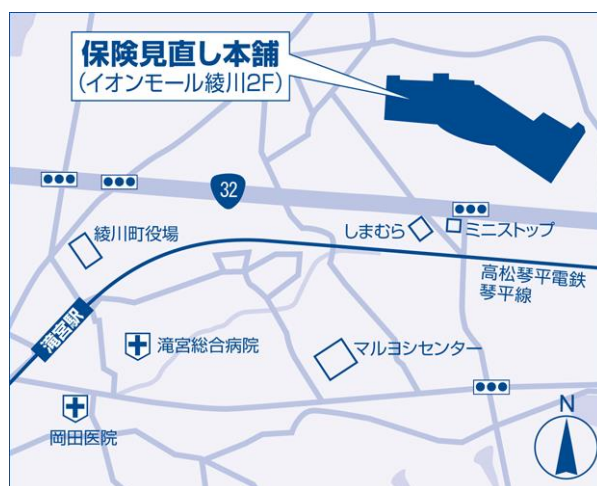 保険見直し本舗
(イオンモール綾川2F)
32
しまむら
ミニストップ
綾川町役場
高松琴平電鉄
琴平線
滝宮駅
滝宮総合病院
マルヨシセンター
岡田医院
N